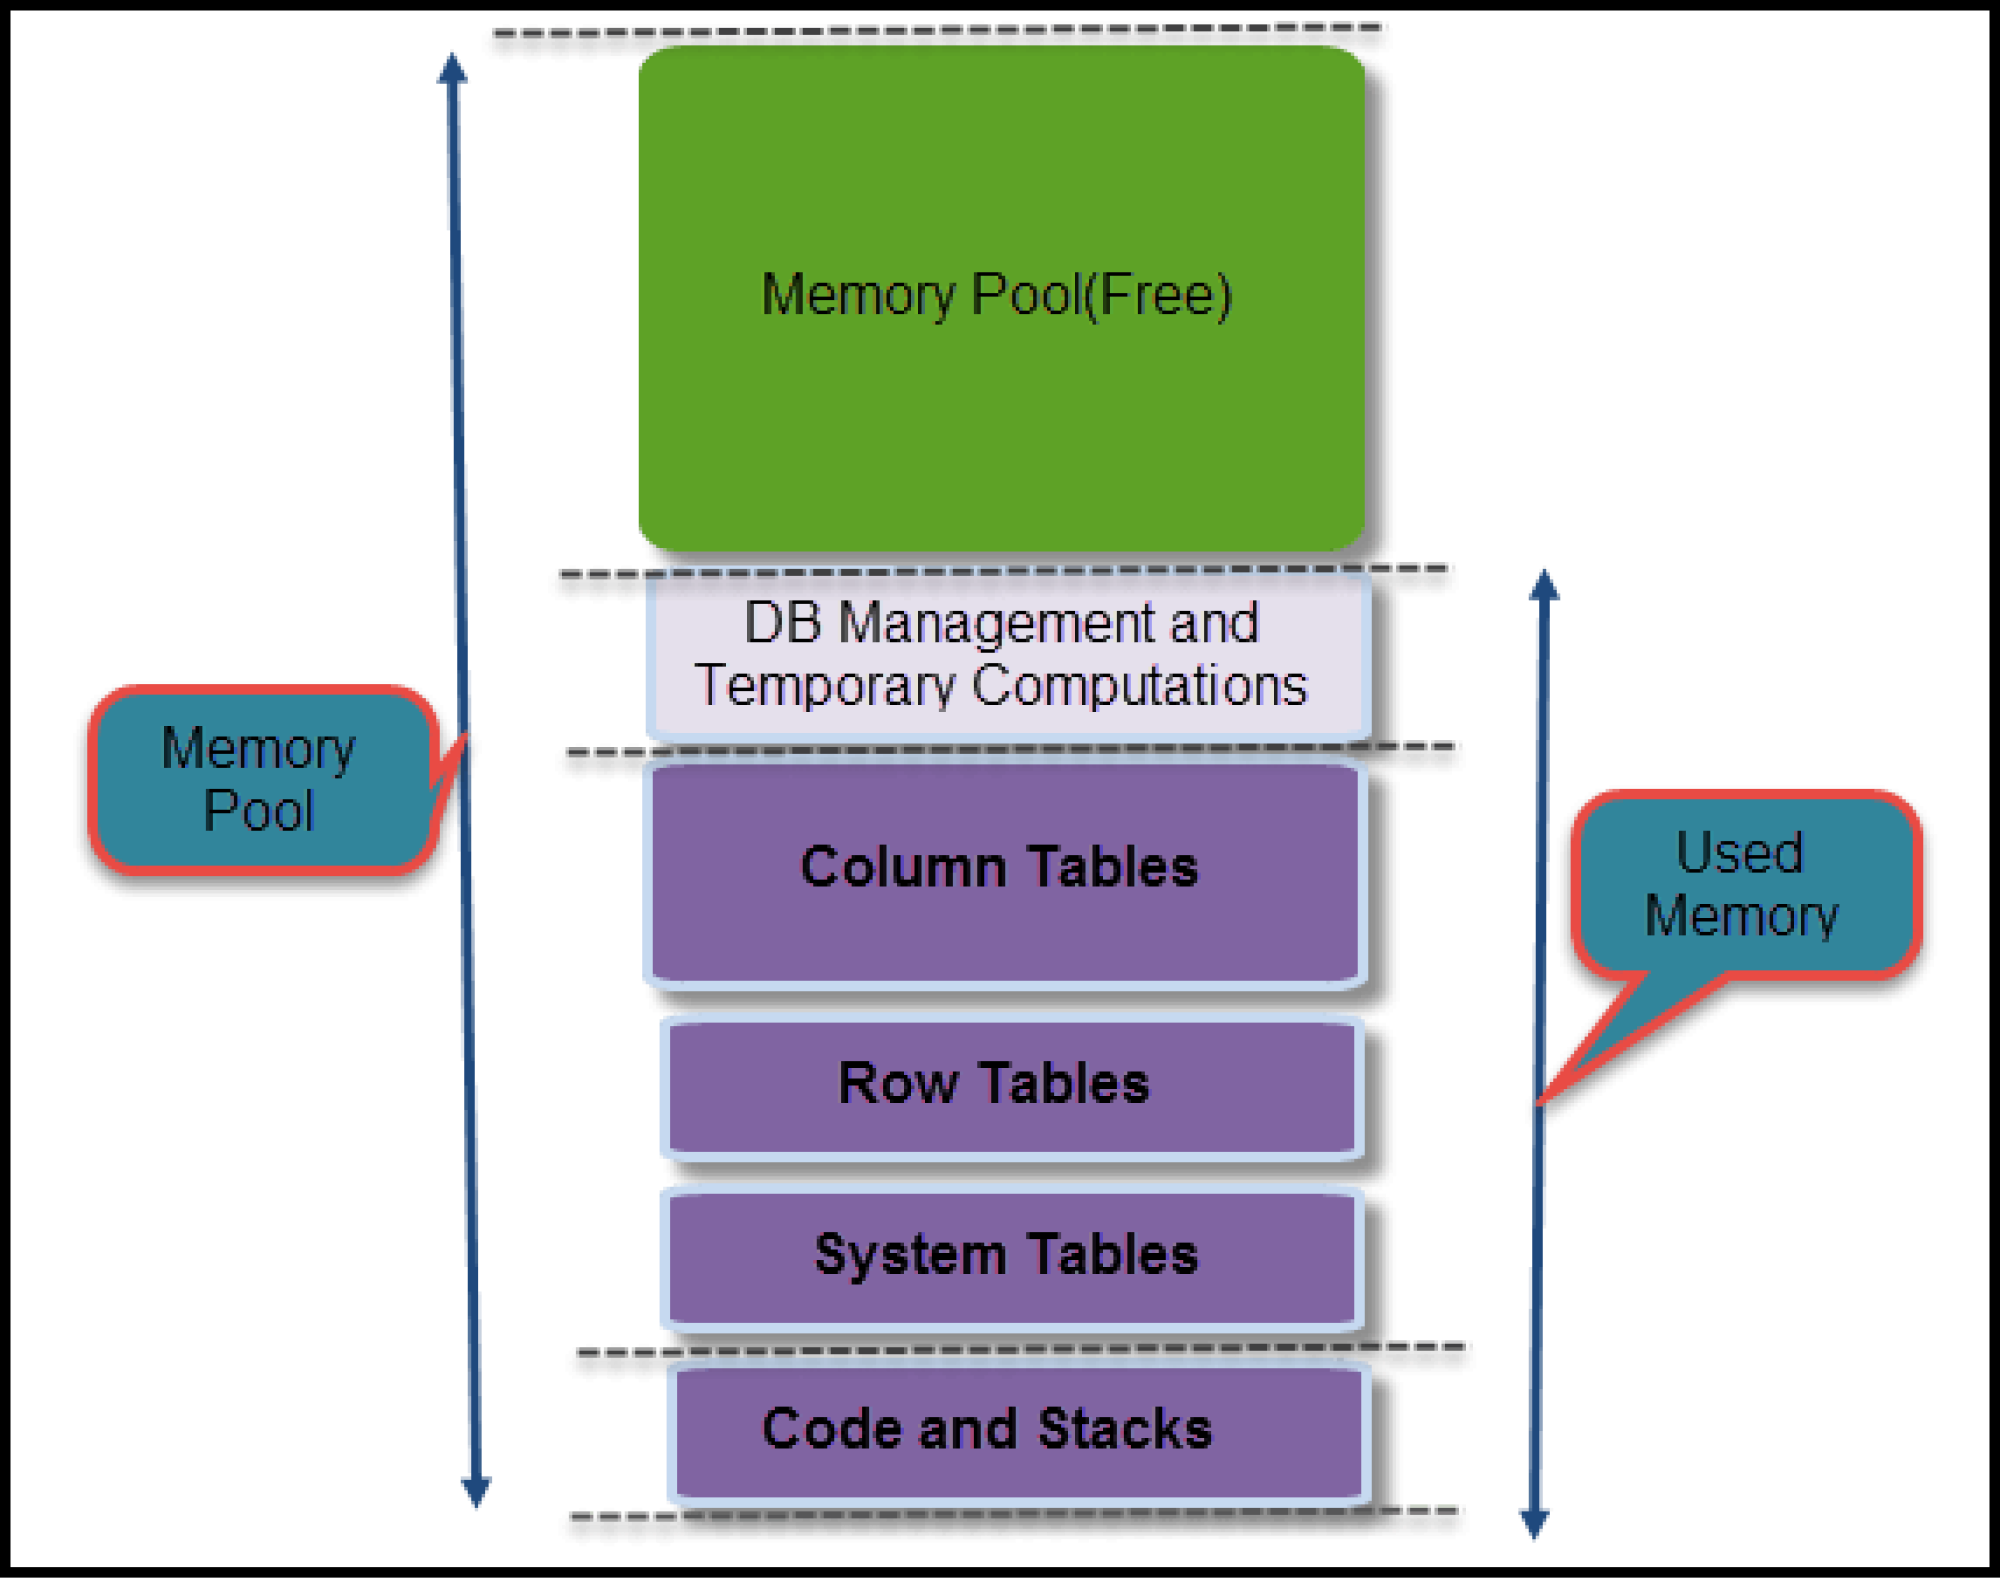 Memory Pool(Free)
DB Management and
Temporary Computations
Memory
Pool
Column Tables
Used
Memory
Row Tables
System Tables
Code and Stacks